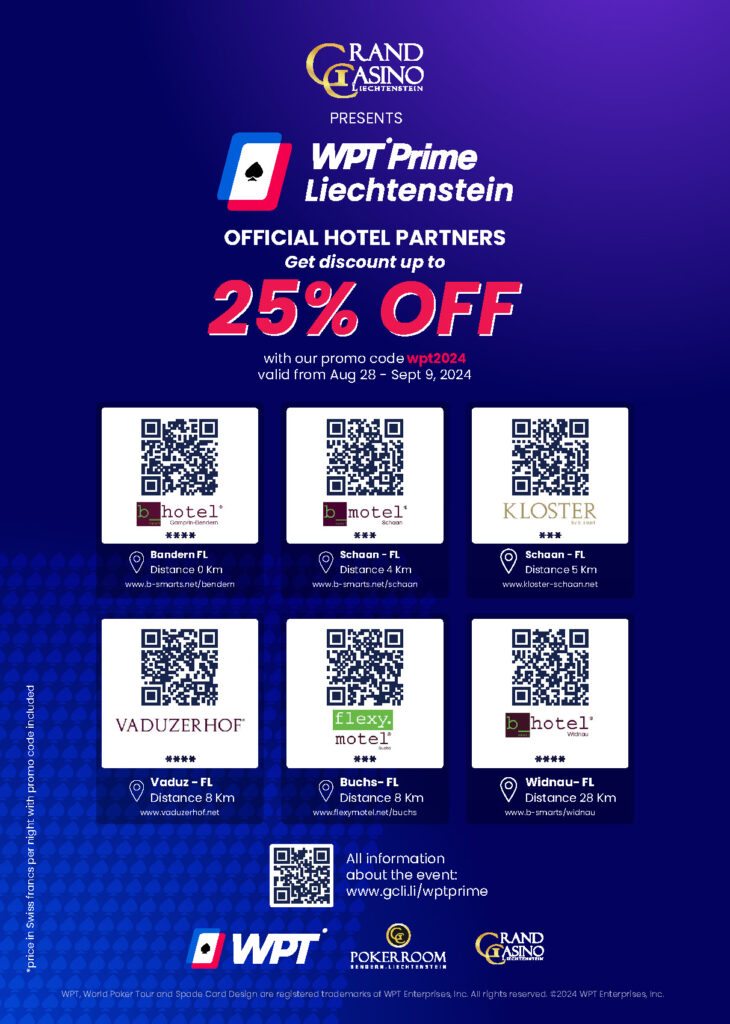 GRAND
CASINO
LIECHTENSTEIN
PRESENTS
WPT Prime
Liechtenstein
OFFICIAL HOTEL PARTNERS
Get discount up to
25% OFF
with our promo code wpt2024
valid from Aug 28 - Sept 9, 2024
b_hotel®
Gamprin-Bendern
****
Bandern FL
Distance 0 Km
www.b-smarts.net/bendern
b_motel®
Schaan
***
Schaan - FL
Distance 4 Km
www.b-smarts.net/schaan
KLOSTER
***
Schaan - FL
Distance 5 Km
www.kloster-schaan.net
VADUZERHOF®
****
Vaduz - FL
Distance 8 Km
www.vaduzerhof.net
flexy.
motel®
Buchs
***
Buchs- FL
Distance 8 Km
www.flexymotel.net/buchs
b_hotel®
Widnau
****
Widnau- FL
Distance 28 Km
www.b-smarts/widnau
*price in Swiss francs per night with promo code included
All information
about the event:
www.gcli.li/wptprime
WPT
POKERROOM
BENDERN-LIECHTENSTEIN
GRAND
CASINO
LIECHTENSTEIN
WPT, World Poker Tour and Spade Card Design are registered trademarks of WPT Enterprises, Inc. All rights reserved. ©2024 WPT Enterprises, Inc.